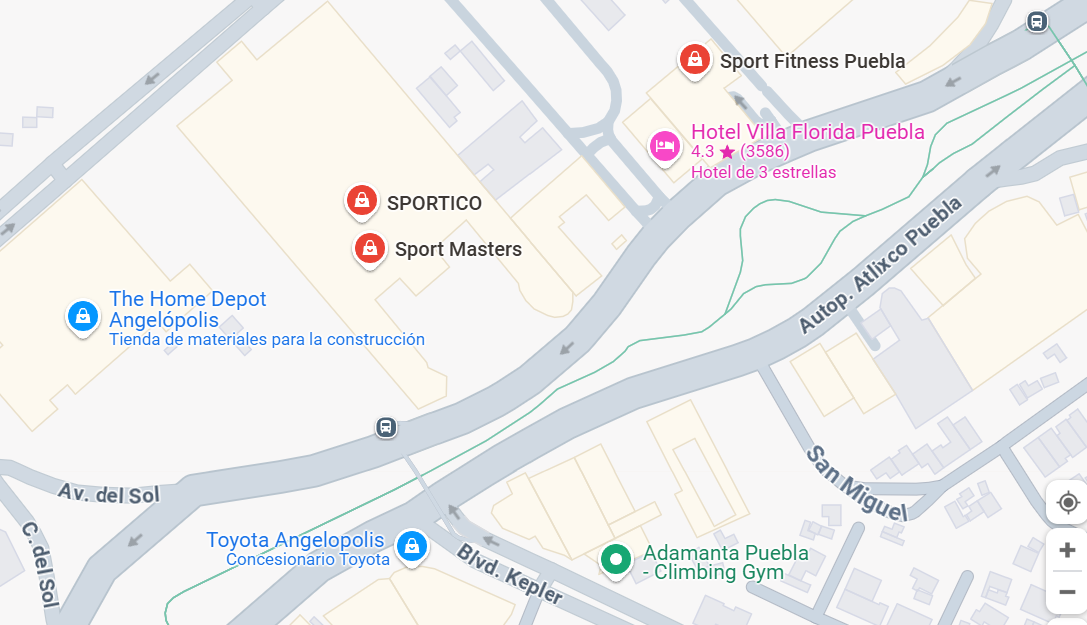 Sport Fitness Puebla
Hotel Villa Florida Puebla
4.3 ★ (3586)
Hotel de 3 estrellas
SPORTICO
Sport Masters
Autop. Atlixco Puebla
The Home Depot
Angelópolis
Tienda de materiales para la construcción
San Miguel
Av. del Sol
C. del Sol
Toyota Angelopolis
Concesionario Toyota
Blvd. Kepler
Adamanta Puebla
- Climbing Gym